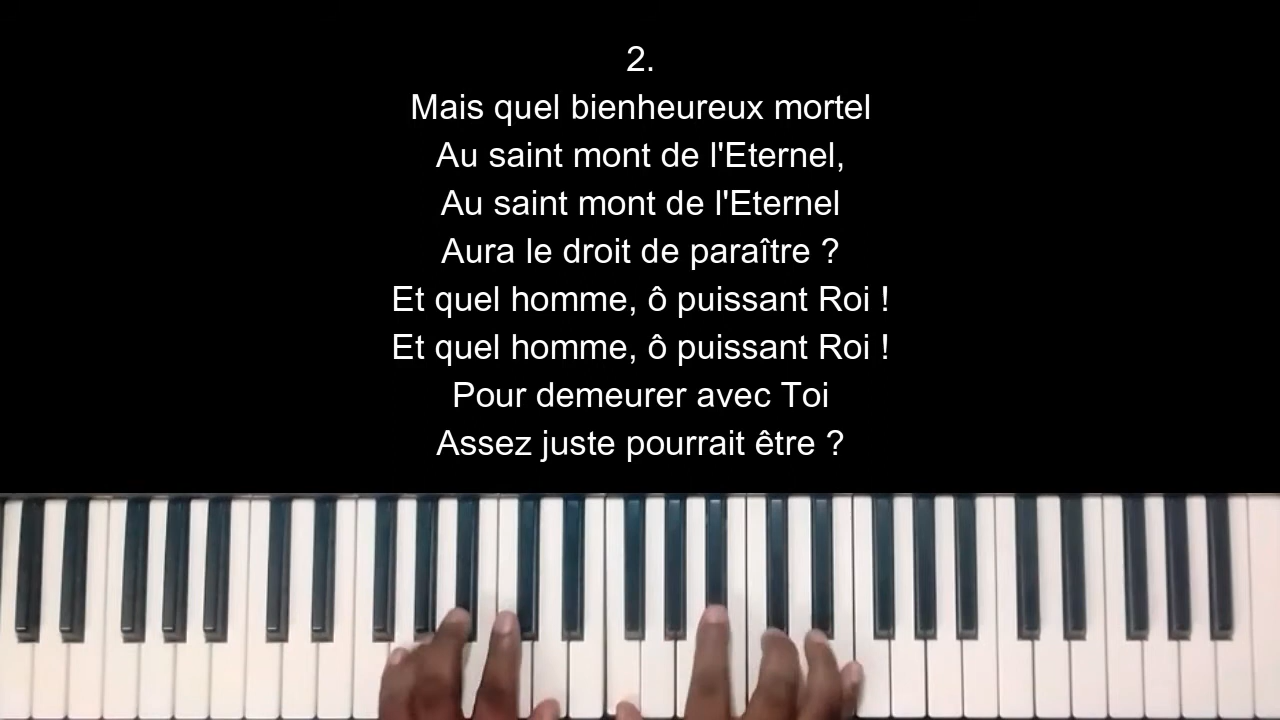 2.
Mais quel bienheureux mortel
Au saint mont de l'Eternel,
Au saint mont de l'Eternel
Aura le droit de paraître ?
Et quel homme, ô puissant Roi !
Et quel homme, ô puissant Roi !
Pour demeurer avec Toi
Assez juste pourrait être ?